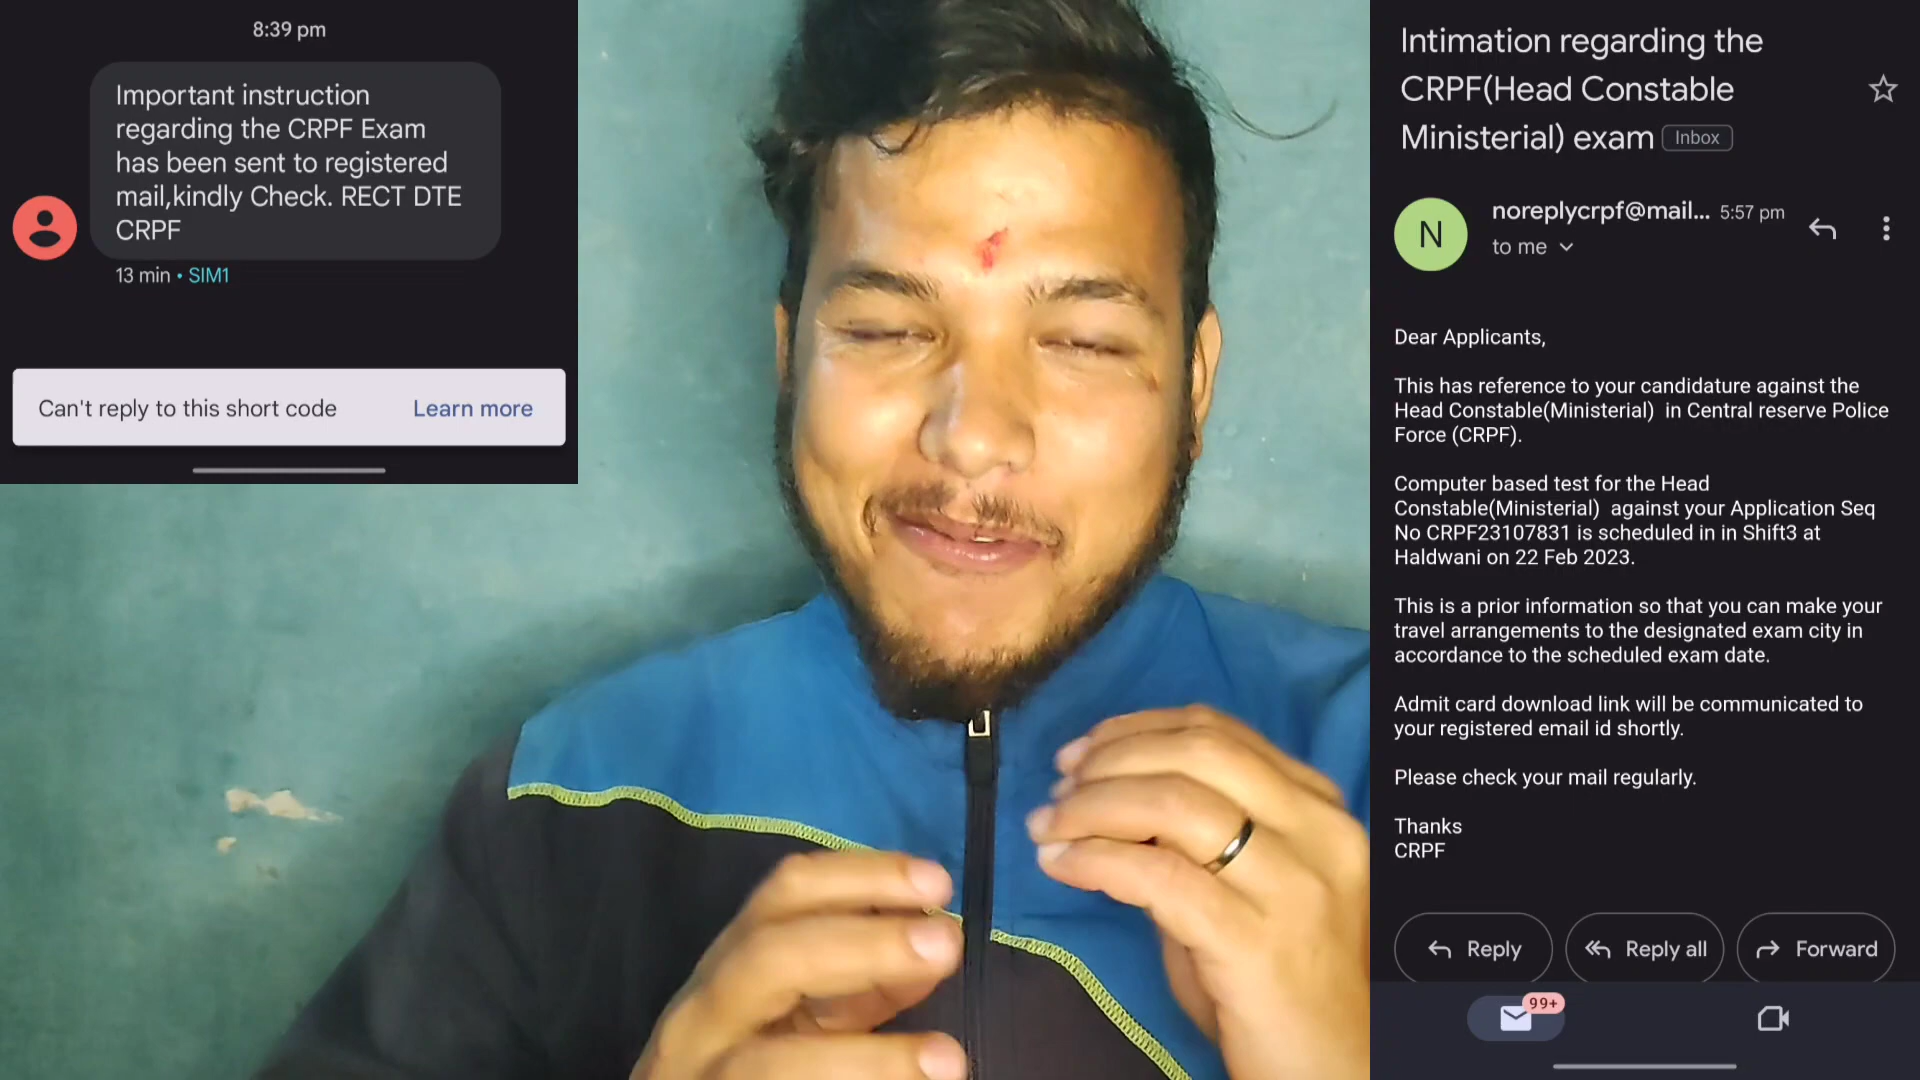 8:39 pm
Important instruction
regarding the CRPF Exam
has been sent to registered
mail,kindly Check. RECT DTE
CRPF
13 min • SIM1
Can't reply to this short code
Learn more
Intimation regarding the
CRPF(Head Constable
Ministerial) exam
Inbox
N
noreplycrpf@mail... 5:57 pm
to me
Dear Applicants,
This has reference to your candidature against the
Head Constable(Ministerial) in Central reserve Police
Force (CRPF).
Computer based test for the Head
Constable(Ministerial) against your Application Seq
No CRPF23107831 is scheduled in in Shift3 at
Haldwani on 22 Feb 2023.
This is a prior information so that you can make your
travel arrangements to the designated exam city in
accordance to the scheduled exam date.
Admit card download link will be communicated to
your registered email id shortly.
Please check your mail regularly.
Thanks
CRPF
Reply
Reply all
Forward
99+